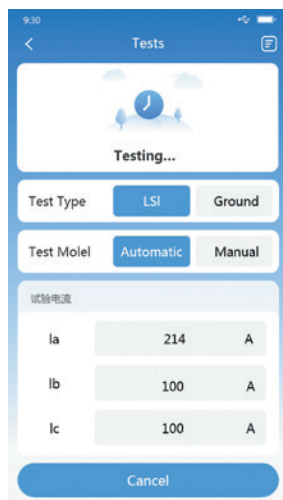 9:30
Tests
Testing...
Test Type LSI Ground
Test Molel Automatic Manual
试验电流
Ia 214 A
Ib 100 A
Ic 100 A
Cancel